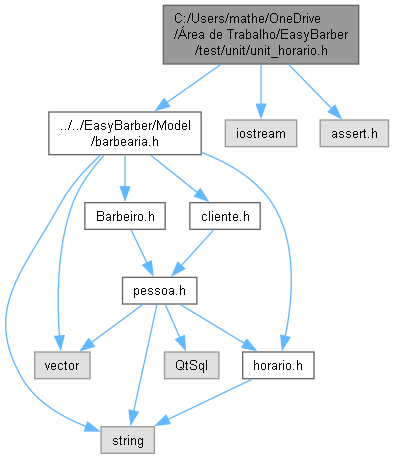 C:/Users/mathe/OneDrive
/Área de Trabalho/EasyBarber
/test/unit/unit_horario.h
../../EasyBarber/Model
/barbearia.h
iostream
assert.h
Barbeiro.h
cliente.h
pessoa.h
vector
QtSql
horario.h
string